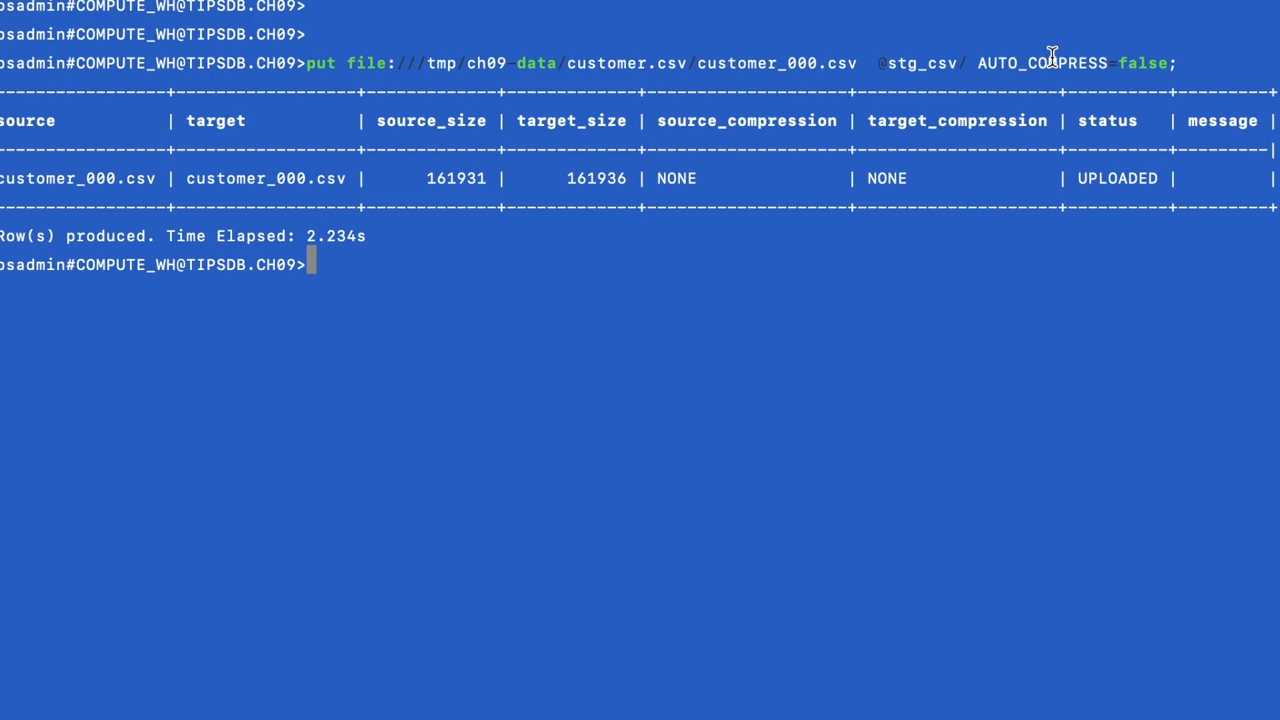 osadmin#COMPUTE_WH@TIPSDB.CH09>
osadmin#COMPUTE_WH@TIPSDB.CH09>
osadmin#COMPUTE_WH@TIPSDB.CH09>put file:///tmp/ch09-data/customer.csv/customer_000.csv  @stg_csv/ AUTO_COMPRESS=false;
-----------------+------------------+-------------+-------------+--------------------+--------------------+----------+---------+
source           | target           | source_size | target_size | source_compression | target_compression | status   | message |
-----------------+------------------+-------------+-------------+--------------------+--------------------+----------+---------|
customer_000.csv | customer_000.csv |      161931 |      161936 | NONE               | NONE               | UPLOADED |         |
-----------------+------------------+-------------+-------------+--------------------+--------------------+----------+---------+
Row(s) produced. Time Elapsed: 2.234s
osadmin#COMPUTE_WH@TIPSDB.CH09>